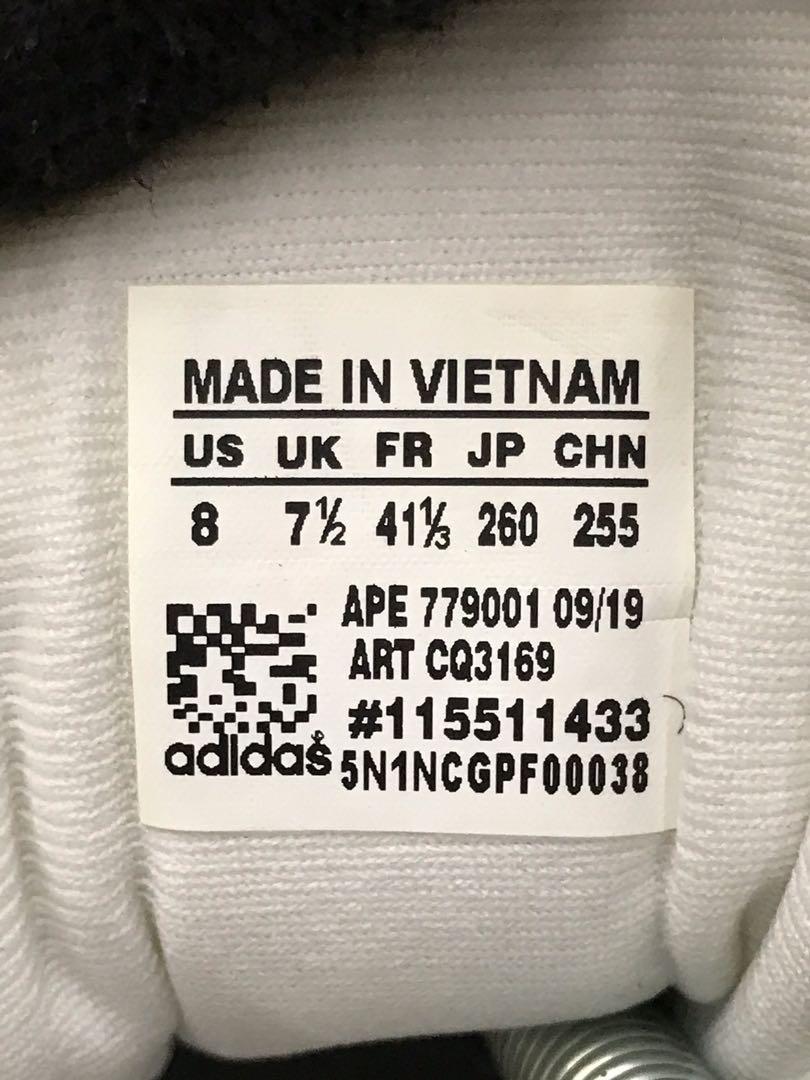 MADE IN VIETNAM
US UK FR JP CHN
8 7½ 41⅓ 260 255
APE 779001 09/19
ART CQ3169
#115511433
adidas 5N1NCGPF00038